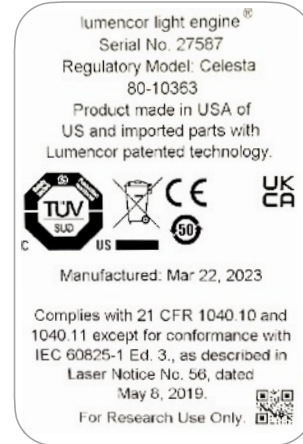 lumencor light engine®
Serial No. 27587
Regulatory Model: Celesta
80-10363
Product made in USA of
US and imported parts with
Lumencor patented technology.
TÜV
SUD
C US
CE
UK
CA
50
Manufactured: Mar 22, 2023
Complies with 21 CFR 1040.10 and
1040.11 except for conformance with
IEC 60825-1 Ed. 3., as described in
Laser Notice No. 56, dated
May 8, 2019.
For Research Use Only.